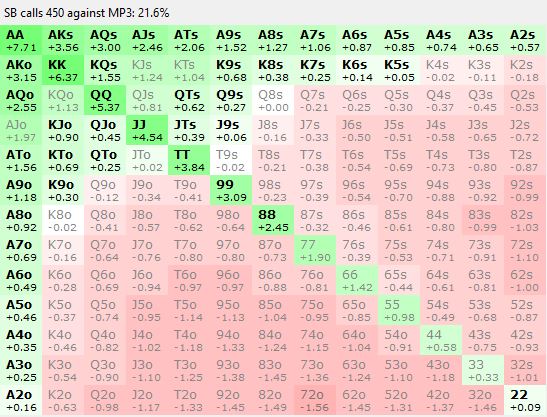 SB calls 450 against MP3: 21.6%
AA AKs AQs AJs ATs A9s A8s A7s A6s A5s A4s A3s A2s
+7.71 +3.56 +3.00 +2.46 +2.06 +1.52 +1.27 +1.06 +0.87 +0.85 +0.74 +0.65 +0.57
AKo KK KQs KJs KTs K9s K8s K7s K6s K5s K4s K3s K2s
+3.15 +6.37 +1.55 +1.24 +1.04 +0.68 +0.38 +0.25 +0.14 +0.05 -0.02 -0.11 -0.18
AQo KQo QQ QJs QTs Q9s Q8s Q7s Q6s Q5s Q4s Q3s Q2s
+2.55 +1.13 +5.37 +0.81 +0.62 +0.27 +0.00 -0.21 -0.25 -0.30 -0.37 -0.45 -0.53
AJo KJo QJo JJ JTs J9s J8s J7s J6s J5s J4s J3s J2s
+1.97 +0.90 +0.45 +4.54 +0.39 +0.06 -0.16 -0.33 -0.50 -0.51 -0.58 -0.65 -0.72
ATo KTo QTo JTo TT T9s T8s T7s T6s T5s T4s T3s T2s
+1.56 +0.69 +0.25 +0.02 +3.84 -0.02 -0.21 -0.38 -0.54 -0.69 -0.73 -0.80 -0.87
A9o K9o Q9o J9o T9o 99 98s 97s 96s 95s 94s 93s 92s
+1.18 +0.30 -0.12 -0.34 -0.41 +3.09 -0.23 -0.39 -0.54 -0.70 -0.88 -0.92 -0.99
A8o K8o Q8o J8o T8o 98o 88 87s 86s 85s 84s 83s 82s
+0.92 -0.02 -0.41 -0.57 -0.62 -0.64 +2.45 -0.32 -0.46 -0.61 -0.80 -0.99 -1.03
A7o K7o Q7o J7o T7o 97o 87o 77 76s 75s 74s 73s 72s
+0.69 -0.16 -0.64 -0.76 -0.80 -0.80 -0.73 +1.90 -0.39 -0.53 -0.71 -0.91 -1.10
A6o K6o Q6o J6o T6o 96o 86o 76o 66 65s 64s 63s 62s
+0.49 -0.28 -0.69 -0.94 -0.97 -0.97 -0.88 -0.81 +1.42 -0.44 -0.61 -0.81 -1.00
A5o K5o Q5o J5o T5o 95o 85o 75o 65o 55 54s 53s 52s
+0.46 -0.37 -0.74 -0.95 -1.14 -1.13 -1.04 -0.95 -0.85 +0.98 -0.49 -0.68 -0.87
A4o K4o Q4o J4o T4o 94o 84o 74o 64o 54o 44 43s 42s
+0.35 -0.46 -0.82 -1.02 -1.18 -1.33 -1.24 -1.15 -1.04 -0.91 +0.58 -0.75 -0.93
A3o K3o Q3o J3o T3o 93o 83o 73o 63o 53o 43o 33 32s
+0.25 -0.54 -0.90 -1.10 -1.25 -1.38 -1.45 -1.36 -1.24 -1.10 -1.18 +0.33 -1.01
A2o K2o Q2o J2o T2o 92o 82o 72o 62o 52o 42o 32o 22
+0.16 -0.63 -0.98 -1.17 -1.33 -1.45 -1.49 -1.56 -1.45 -1.31 -1.37 -1.46 +0.09